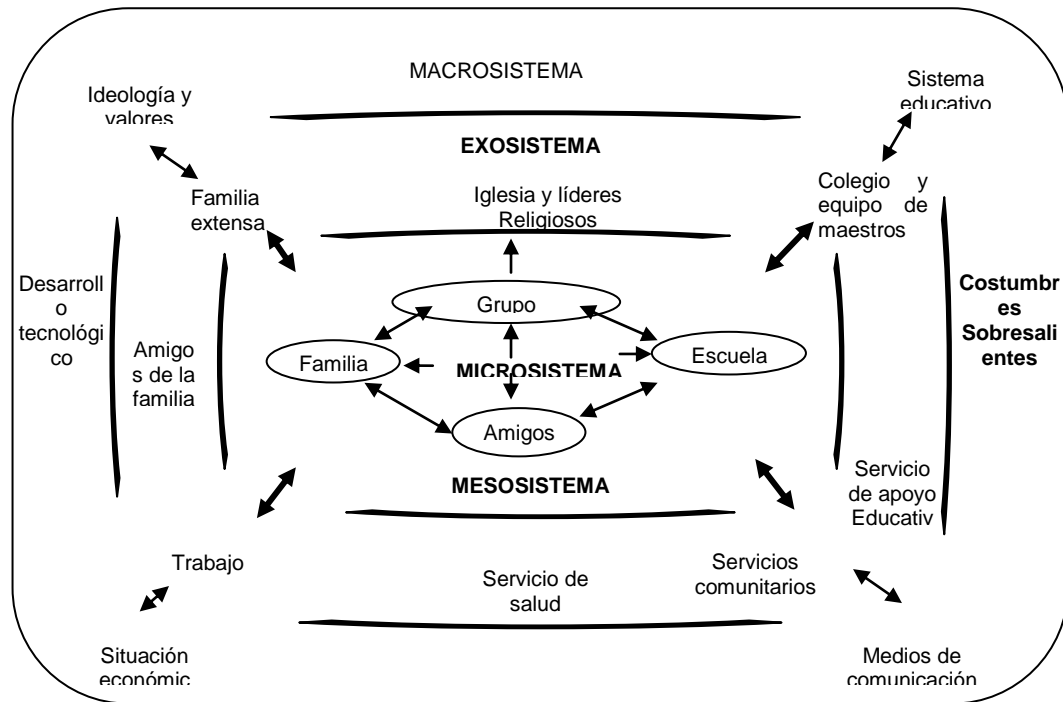 MACROSISTEMA
Sistema
educativo
Ideología y
valores
EXOSISTEMA
Familia
extensa
Iglesia y líderes
Religiosos
Colegio y
equipo de
maestros
Desarroll
o
tecnológi
co
Amigo
s de la
familia
Grupo
Familia
MICROSISTEMA
Escuela
Amigos
Costumbr
es
Sobresali
entes
MESOSISTEMA
Servicio
de apoyo
Educativ
Trabajo
Servicio de
salud
Servicios
comunitarios
Situación
económic
Medios de
comunicación